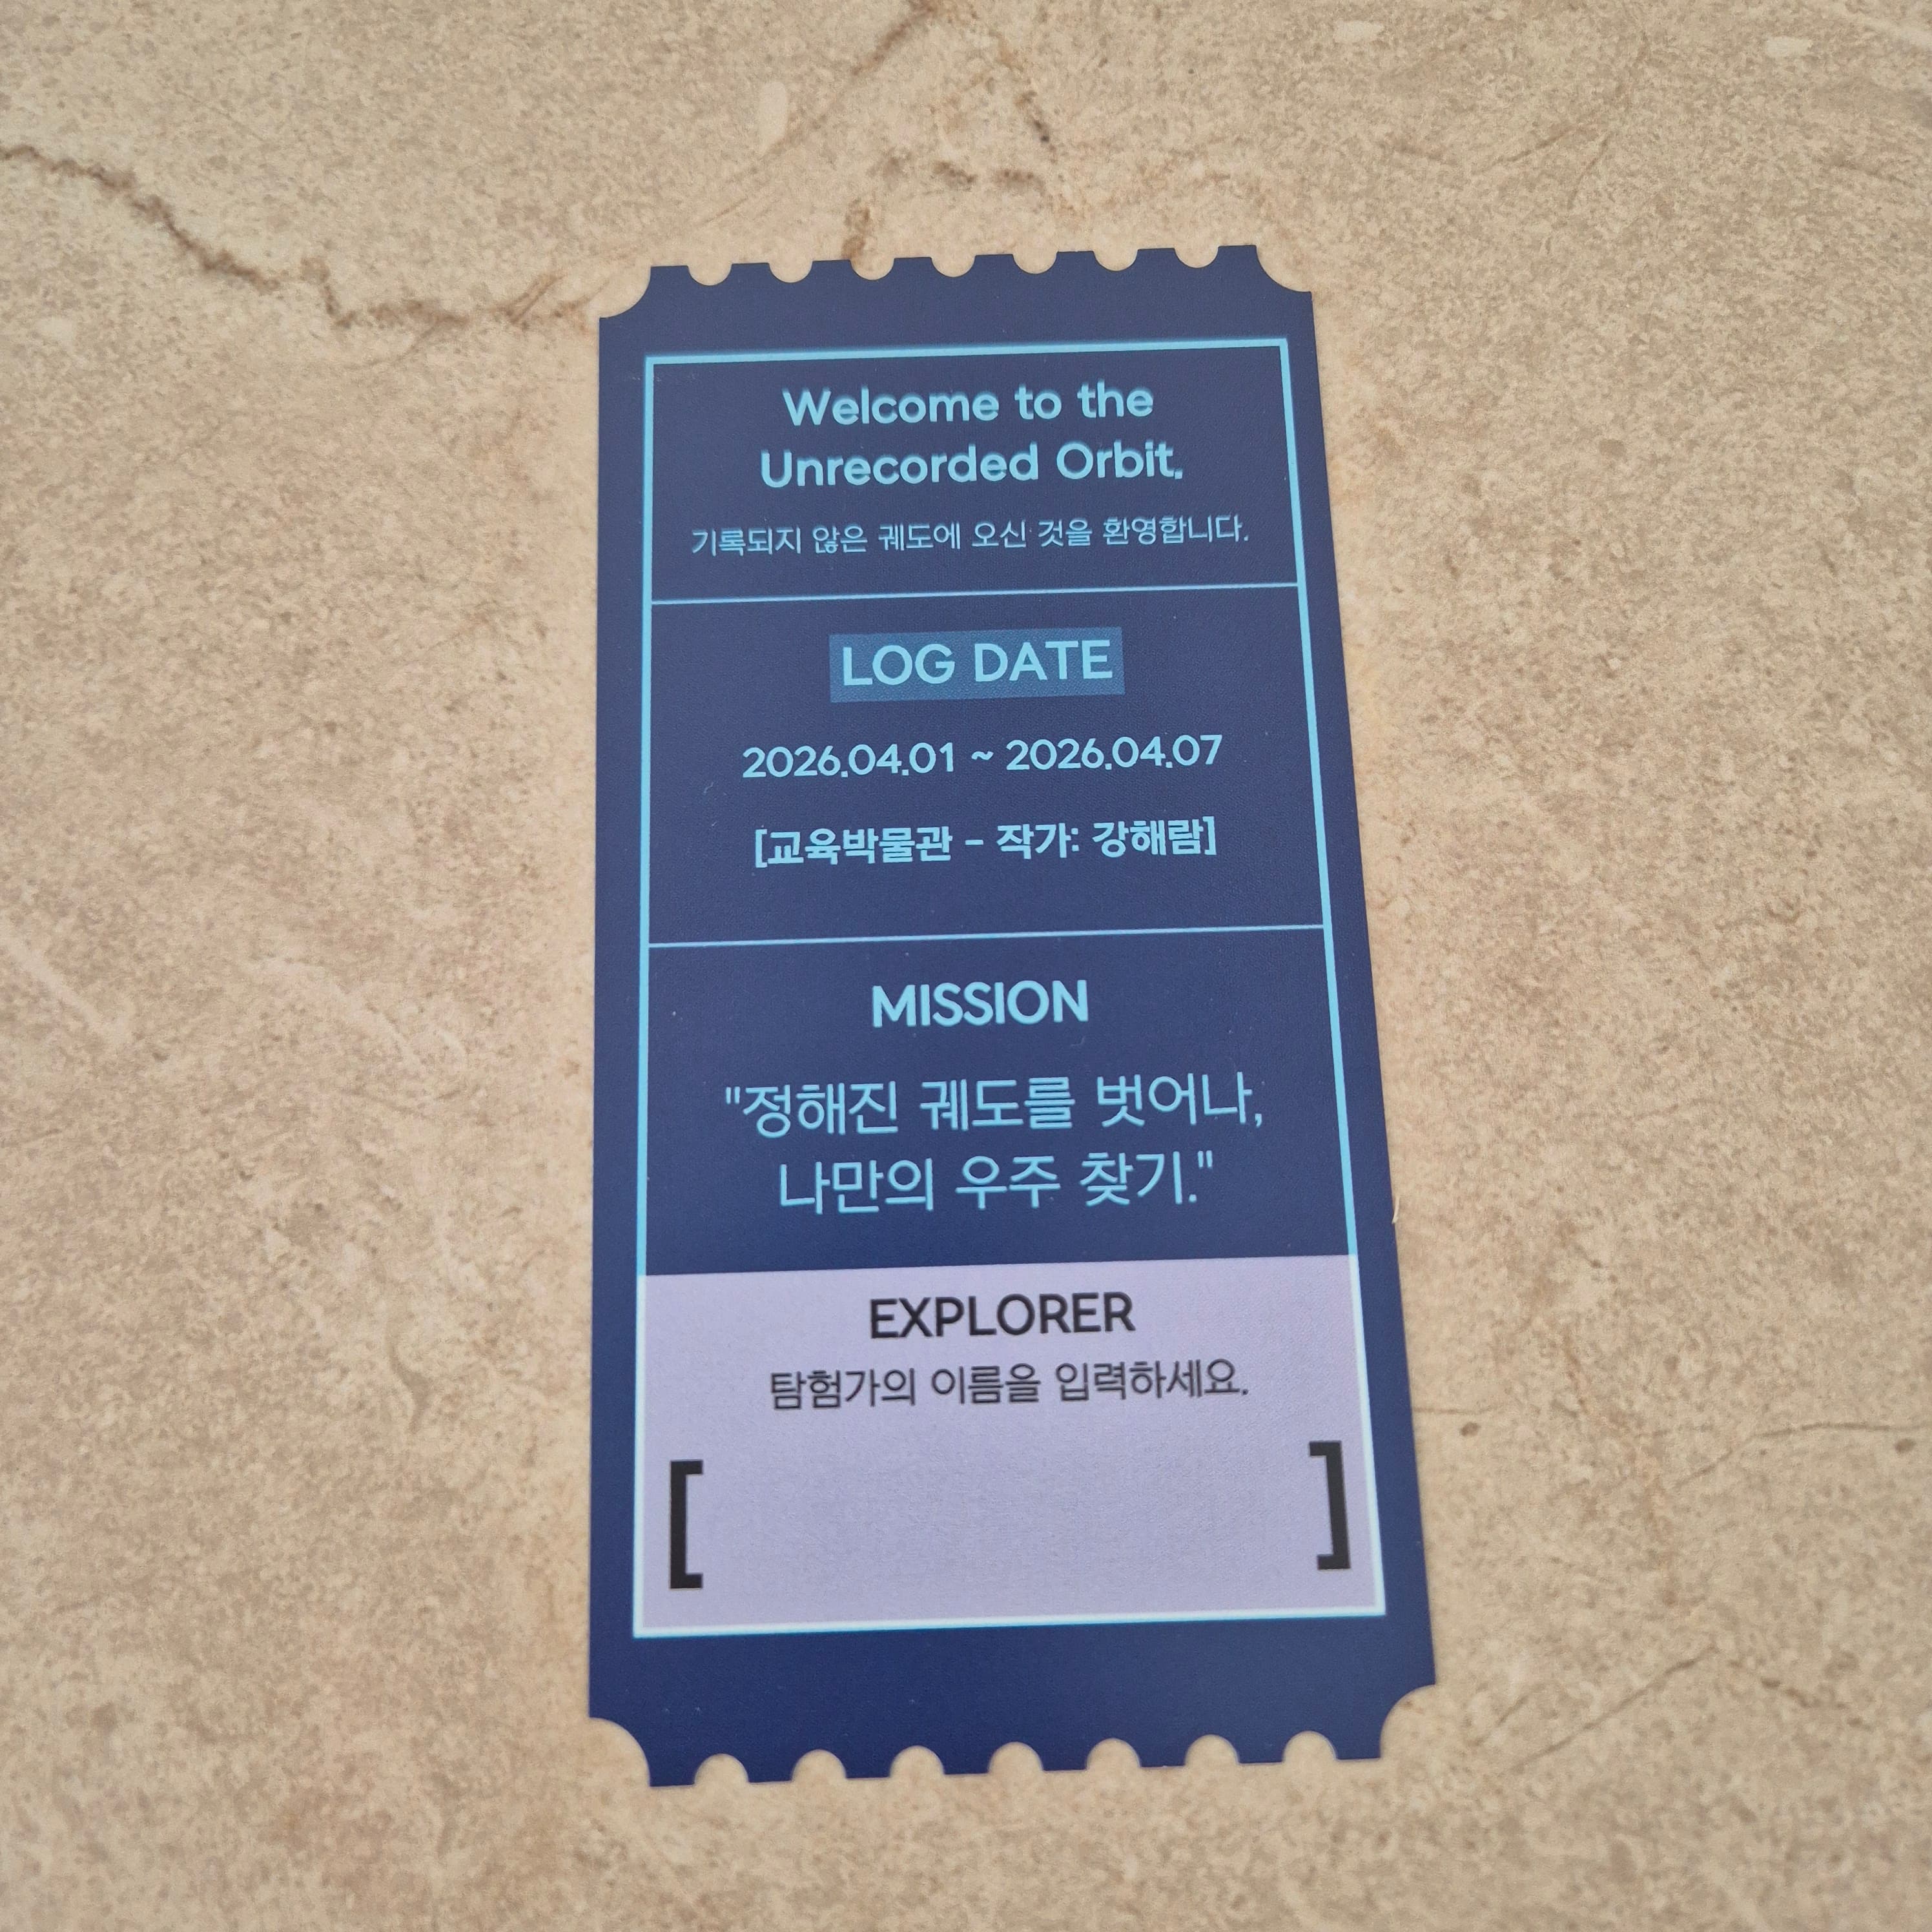 Welcome to the
Unrecorded Orbit.
기록되지 않은 궤도에 오신 것을 환영합니다.
LOG DATE
2026.04.01 ~ 2026.04.07
[교육박물관 - 작가: 강해람]
MISSION
"정해진 궤도를 벗어나,
나만의 우주 찾기."
EXPLORER
탐험가의 이름을 입력하세요.
[ ]